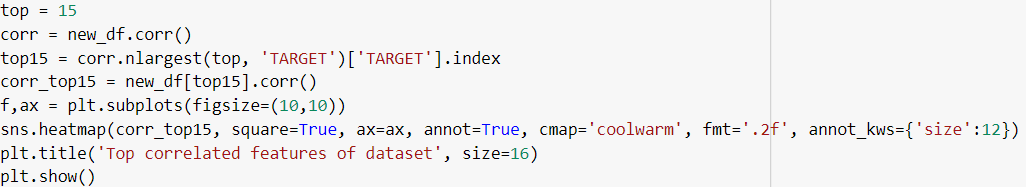 top = 15
corr = new_df.corr()
top15 = corr.nlargest(top, 'TARGET')['TARGET'].index
corr_top15 = new_df[top15].corr()
f,ax = plt.subplots(figsize=(10,10))
sns.heatmap(corr_top15, square=True, ax=ax, annot=True, cmap='coolwarm', fmt='.2f', annot_kws={'size':12})
plt.title('Top correlated features of dataset', size=16)
plt.show()